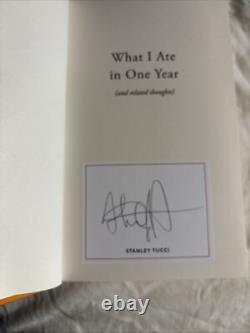 What I Ate
in One Year
(and related thoughts)
STANLEY TUCCI